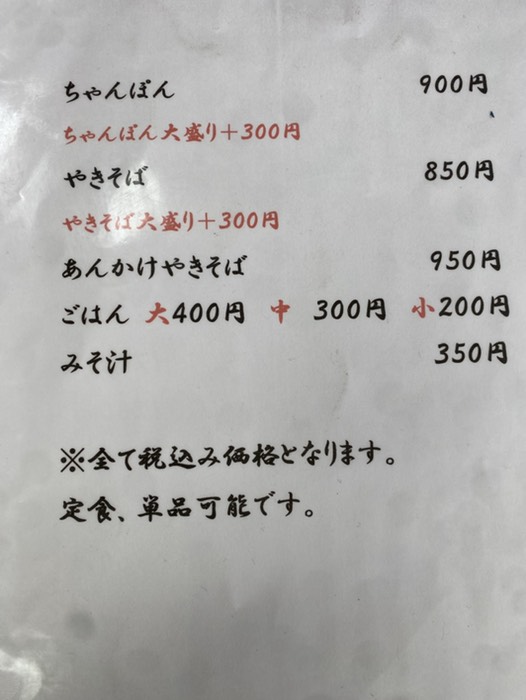 ちゃんぽん 900円
ちゃんぽん大盛り＋300円
やきそば 850円
やきそば大盛り＋300円
あんかけやきそば 950円
ごはん 大400円 中 300円 小200円
みそ汁 350円
※全て税込み価格となります。
定食、単品可能です。